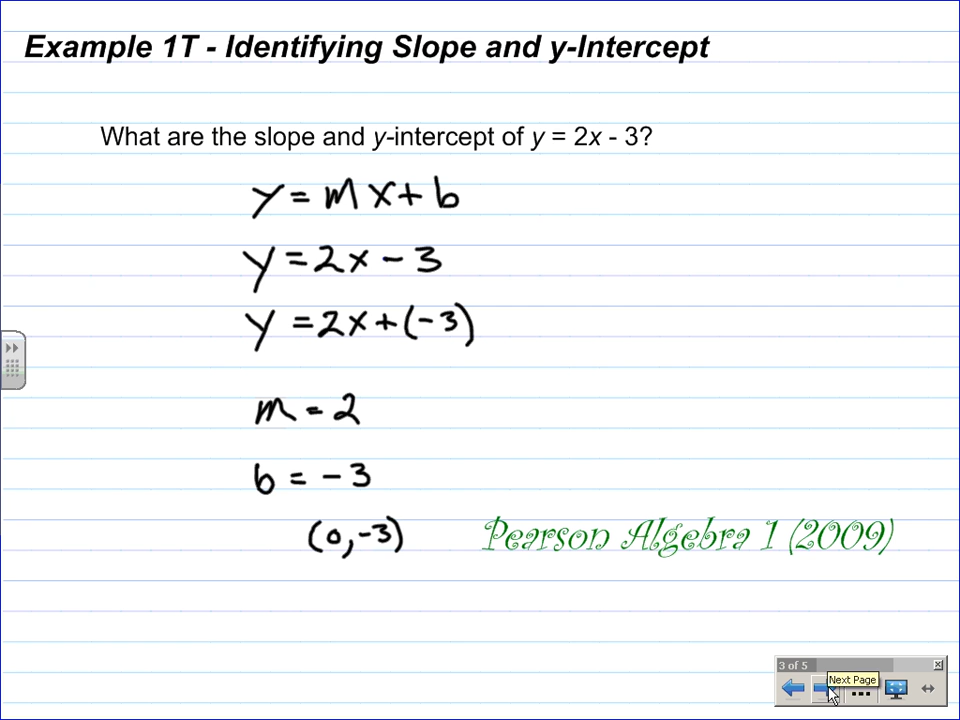 Example 1T - Identifying Slope and y-Intercept
What are the slope and y-intercept of y = 2x - 3?
y = mx + b
y = 2x - 3
y = 2x + (-3)
m = 2
b = -3
(0, -3)
Pearson Algebra 1 (2009)
3 of 5
Next Page